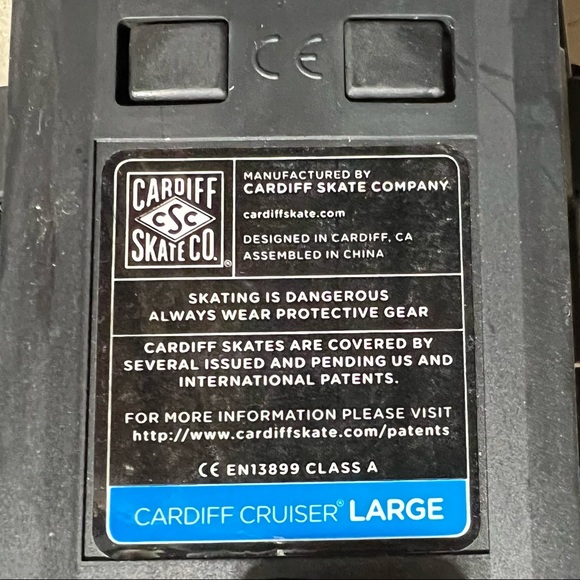 CE
CARDIFF
CSC
SKATE CO.®
MANUFACTURED BY
CARDIFF SKATE COMPANY
cardiffskate.com
DESIGNED IN CARDIFF, CA
ASSEMBLED IN CHINA
SKATING IS DANGEROUS
ALWAYS WEAR PROTECTIVE GEAR
CARDIFF SKATES ARE COVERED BY
SEVERAL ISSUED AND PENDING US AND
INTERNATIONAL PATENTS.
FOR MORE INFORMATION PLEASE VISIT
http://www.cardiffskate.com/patents
CE EN13899 CLASS A
CARDIFF CRUISER® LARGE